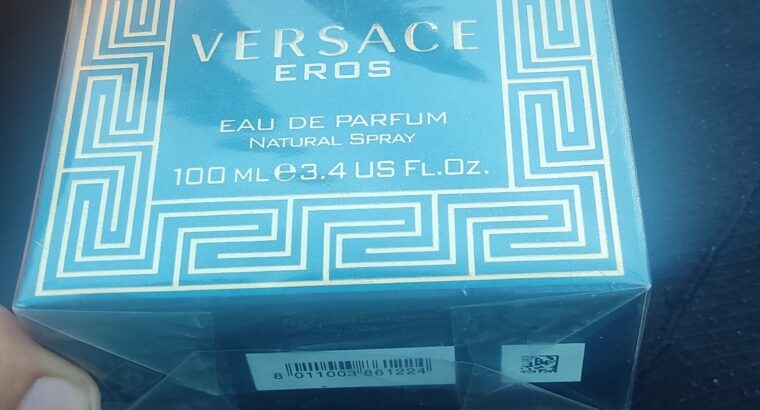 VERSACE
EROS
EAU DE PARFUM
NATURAL SPRAY
100 ML ℮ 3.4 US FL.OZ.
8 011003 861224